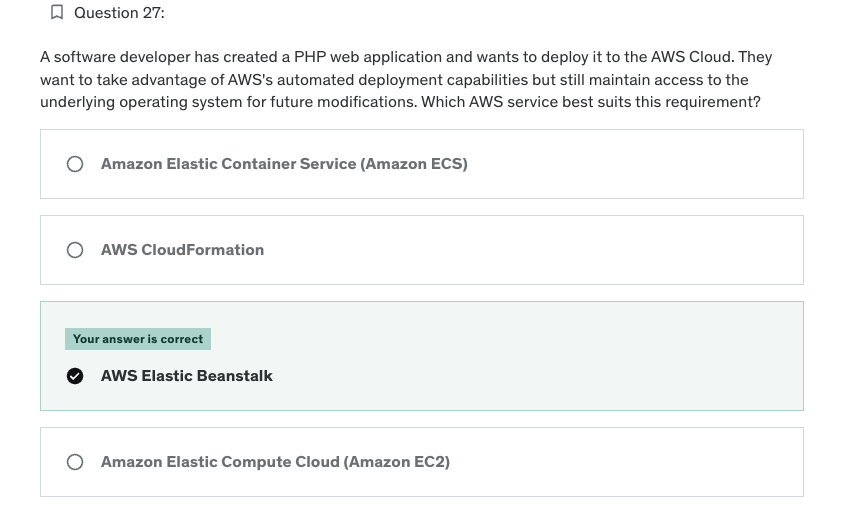 Question 27:
A software developer has created a PHP web application and wants to deploy it to the AWS Cloud. They
want to take advantage of AWS's automated deployment capabilities but still maintain access to the
underlying operating system for future modifications. Which AWS service best suits this requirement?
Amazon Elastic Container Service (Amazon ECS)
AWS CloudFormation
Your answer is correct
AWS Elastic Beanstalk
Amazon Elastic Compute Cloud (Amazon EC2)